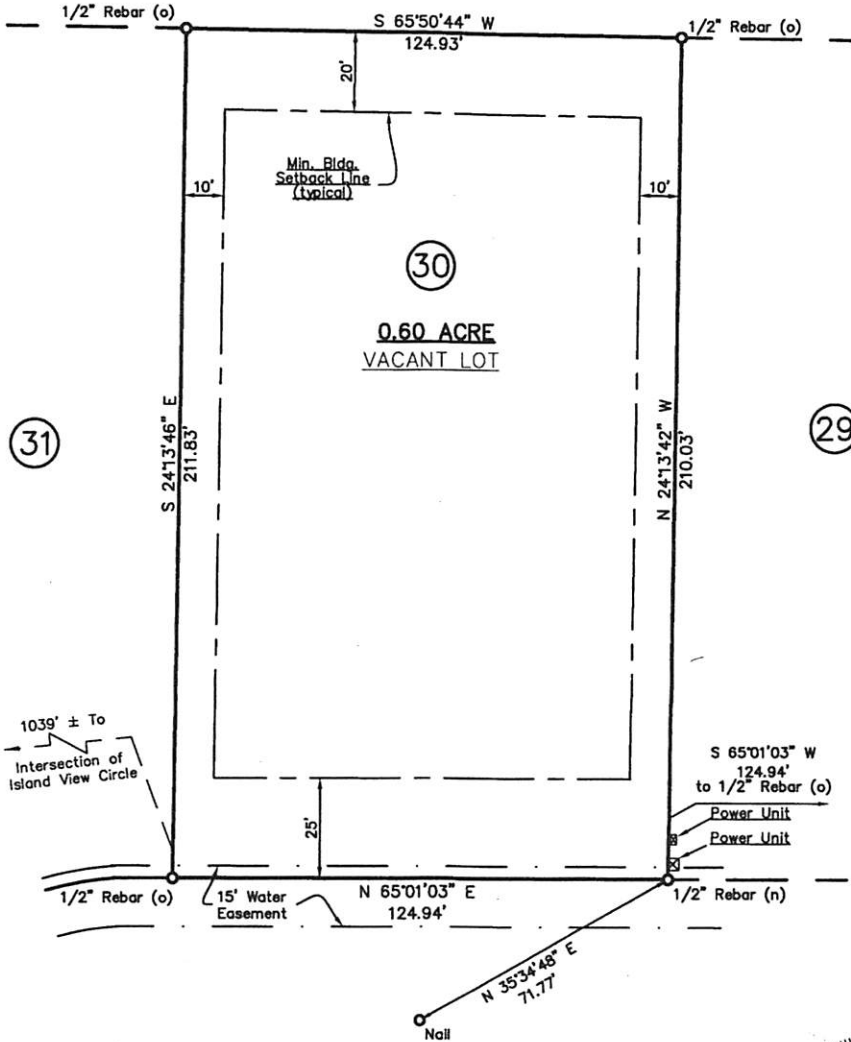 1/2" Rebar (o)
S 65°50'44" W
124.93'
1/2" Rebar (o)
20'
Min. Bldg.
Setback Line
(typical)
10'
10'
30
0.60 ACRE
VACANT LOT
31
29
S 24°13'46" E
211.83'
N 24°13'42" W
210.03'
1039' ± To
Intersection of
Island View Circle
S 65°01'03" W
124.94'
to 1/2" Rebar (o)
Power Unit
Power Unit
25'
1/2" Rebar (o)
15' Water
Easement
N 65°01'03" E
124.94'
1/2" Rebar (n)
N 35°34'48" E
71.77'
Nail